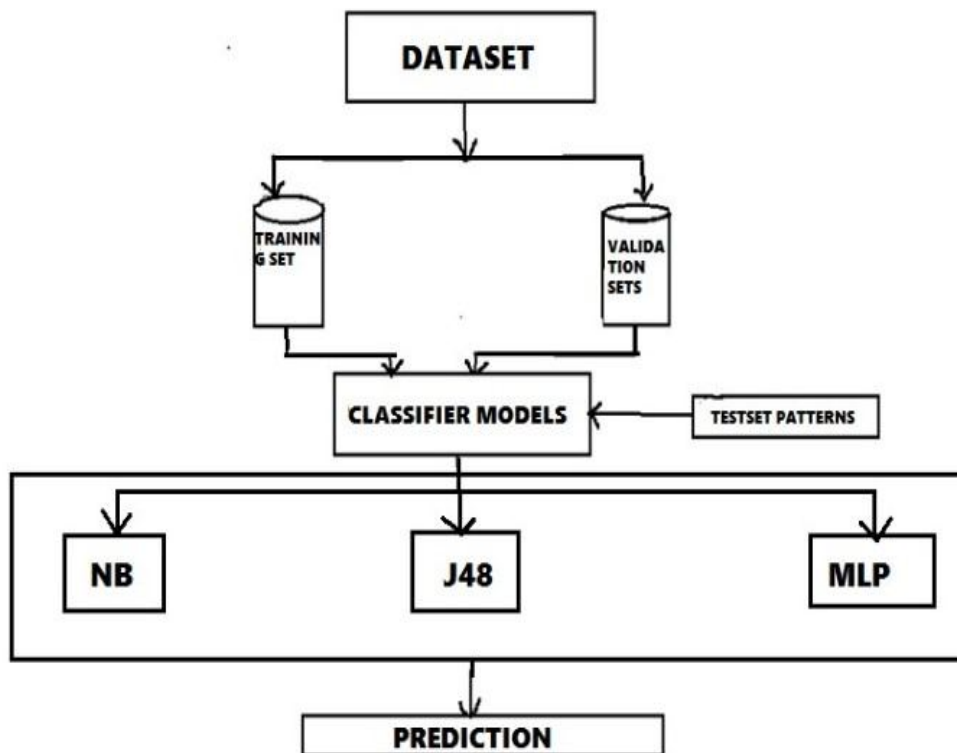 DATASET
TRAININ
G SET
VALIDA
TION
SETS
CLASSIFIER MODELS
TESTSET PATTERNS
NB
J48
MLP
PREDICTION